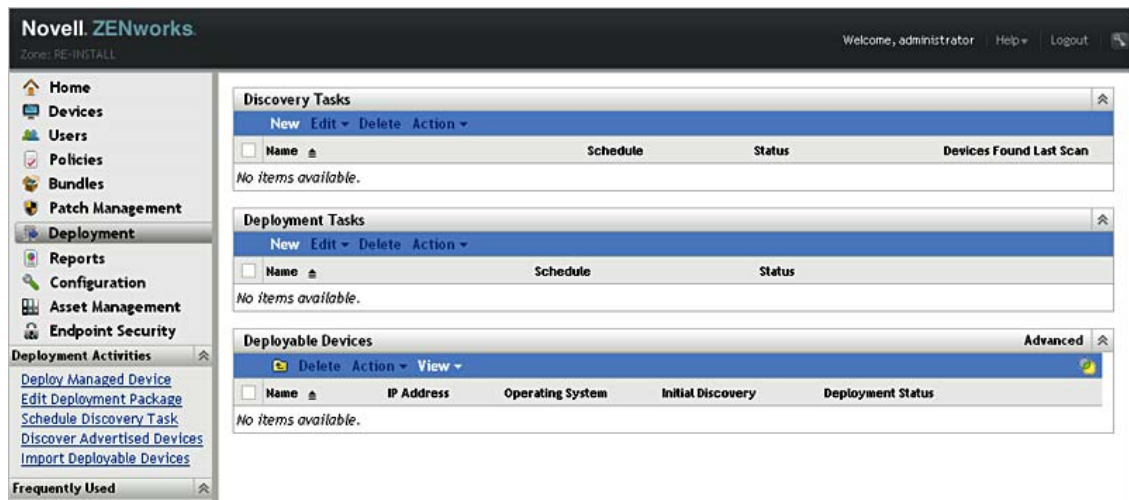 Novell. ZENworks.
Zone: RE-INSTALL
Welcome, administrator Help Logout
Home
Devices
Users
Policies
Bundles
Patch Management
Deployment
Reports
Configuration
Asset Management
Endpoint Security
Deployment Activities
Deploy Managed Device
Edit Deployment Package
Schedule Discovery Task
Discover Advertised Devices
Import Deployable Devices
Frequently Used
Discovery Tasks
New Edit Delete Action
Name Schedule Status Devices Found Last Scan
No items available.
Deployment Tasks
New Edit Delete Action
Name Schedule Status
No items available.
Deployable Devices Advanced
Delete Action View
Name IP Address Operating System Initial Discovery Deployment Status
No items available.